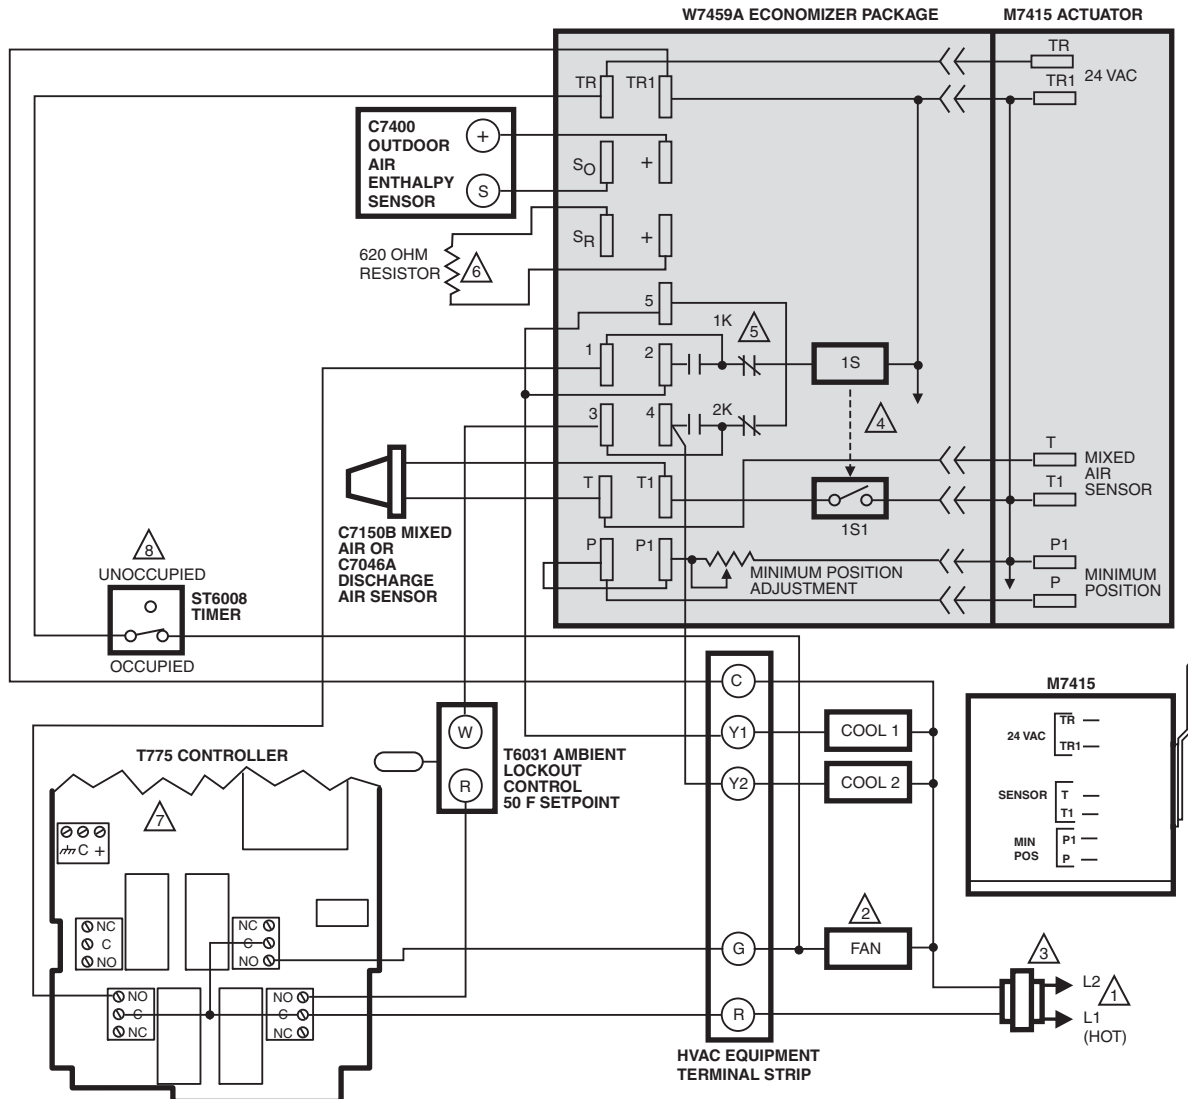 W7459A ECONOMIZER PACKAGE
M7415 ACTUATOR
TR
TR1
TR
24 VAC
TR1
C7400
OUTDOOR
AIR
ENTHALPY
SENSOR
+
S
SO
+
SR
+
620 OHM
RESISTOR
6
5
1K
5
1
2
1S
3
4
2K
4
T
T1
T
MIXED
AIR
SENSOR
T1
1S1
C7150B MIXED
AIR OR
C7046A
DISCHARGE
AIR SENSOR
P
P1
MINIMUM POSITION
ADJUSTMENT
P1
MINIMUM
POSITION
P
8
UNOCCUPIED
ST6008
TIMER
OCCUPIED
C
Y1
COOL 1
Y2
COOL 2
W
R
T6031 AMBIENT
LOCKOUT
CONTROL
50 F SETPOINT
M7415
24 VAC
TR
TR1
SENSOR
T
T1
MIN
POS
P1
P
T775 CONTROLLER
7
C +
NC
C
NO
NC
C
NO
NO
C
NC
NO
C
NC
G
2
FAN
R
3
L2
1
L1
(HOT)
HVAC EQUIPMENT
TERMINAL STRIP